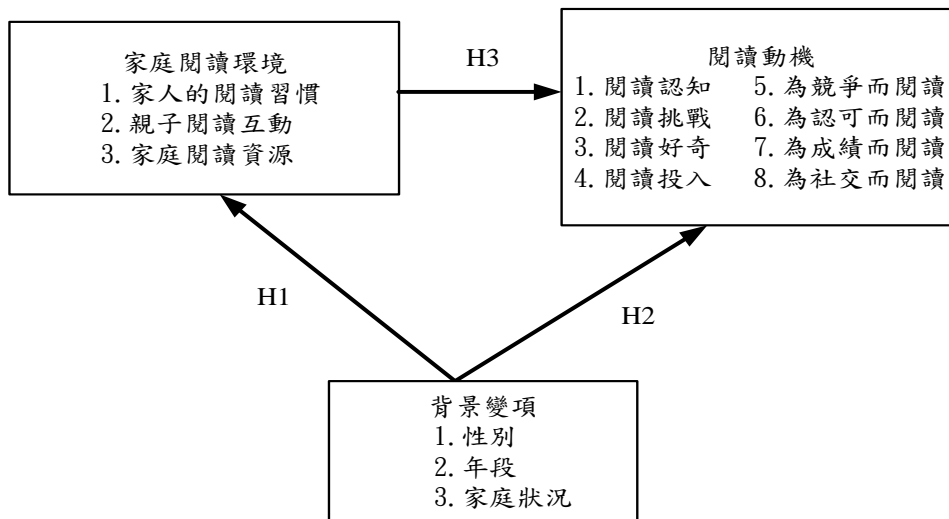 家庭閱讀環境
1. 家人的閱讀習慣
2. 親子閱讀互動
3. 家庭閱讀資源
H3
閱讀動機
1. 閱讀認知 5. 為競爭而閱讀
2. 閱讀挑戰 6. 為認可而閱讀
3. 閱讀好奇 7. 為成績而閱讀
4. 閱讀投入 8. 為社交而閱讀
H1
H2
背景變項
1. 性別
2. 年段
3. 家庭狀況